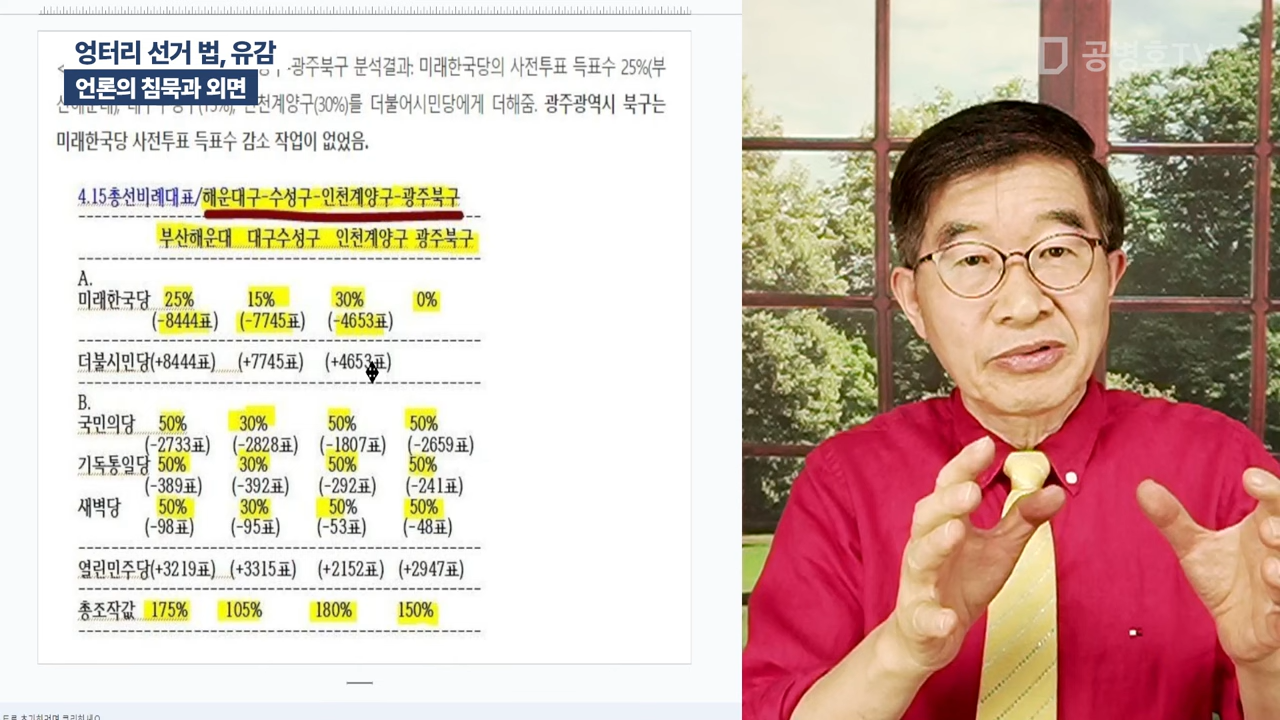 엉터리 선거 법, 유감
언론의 침묵과 외면
-광주북구 분석결과: 미래한국당의 사전투표 득표수 25%(부
인천계양구(30%)를 더불어시민당에게 더해줌. 광주광역시 북구는
미래한국당 사전투표 득표수 감소 작업이 없었음.
4.15총선비례대표/해운대구-수성구-인천계양구-광주북구
부산해운대 대구수성구 인천계양구 광주북구
A.
미래한국당 25% 15% 30% 0%
(-8444표) (-7745표) (-4653표)
더불시민당(+8444표) (+7745표) (+4653표)
B.
국민의당 50% 30% 50% 50%
(-2733표) (-2828표) (-1807표) (-2659표)
기독통일당 50% 30% 50% 50%
(-389표) (-392표) (-292표) (-241표)
새벽당 50% 30% 50% 50%
(-98표) (-95표) (-53표) (-48표)
열린민주당(+3219표) (+3315표) (+2152표) (+2947표)
총조작값 175% 105% 180% 150%
공병호TV